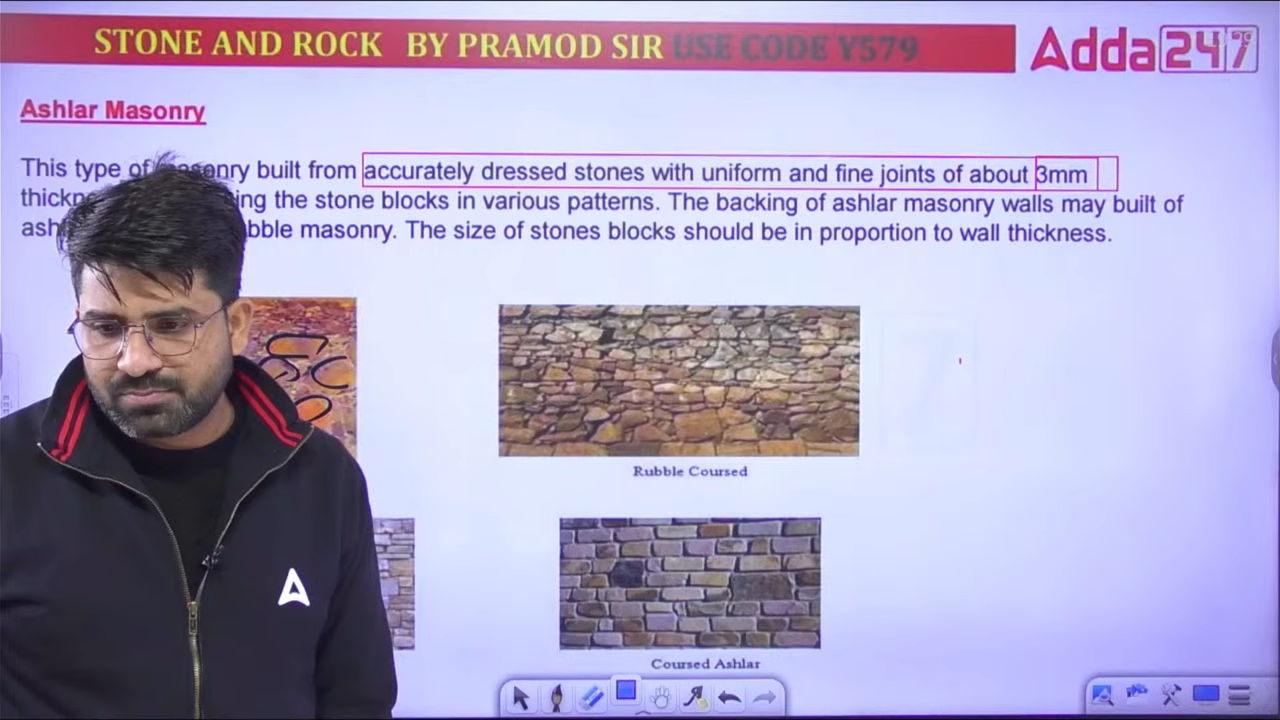 STONE AND ROCK BY PRAMOD SIR USE CODE Y579
Adda247
Ashlar Masonry
This type of masonry built from accurately dressed stones with uniform and fine joints of about 3mm
the stone blocks in various patterns. The backing of ashlar masonry walls may built of
masonry. The size of stones blocks should be in proportion to wall thickness.
Rubble Coursed
Coursed Ashlar